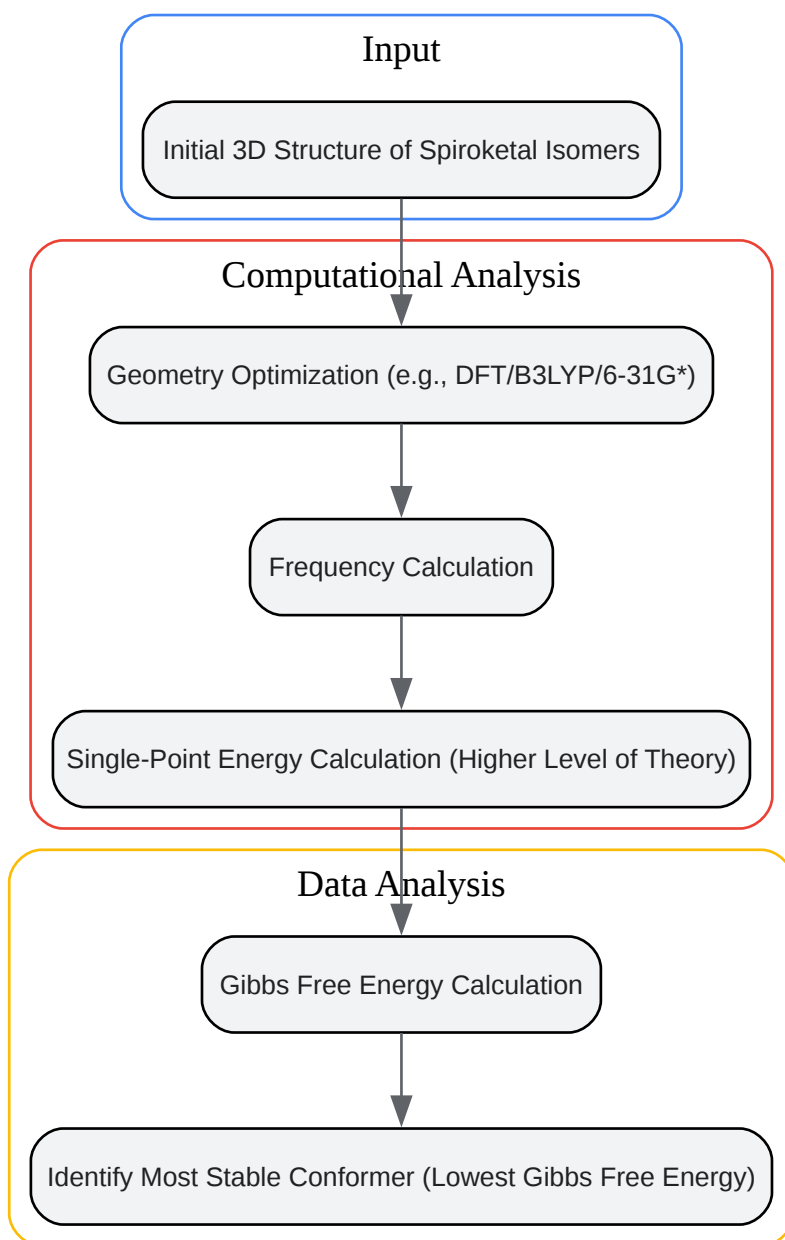 Input
Initial 3D Structure of Spiroketal Isomers
Computational Analysis
Geometry Optimization (e.g., DFT/B3LYP/6-31G*)
Frequency Calculation
Single-Point Energy Calculation (Higher Level of Theory)
Data Analysis
Gibbs Free Energy Calculation
Identify Most Stable Conformer (Lowest Gibbs Free Energy)